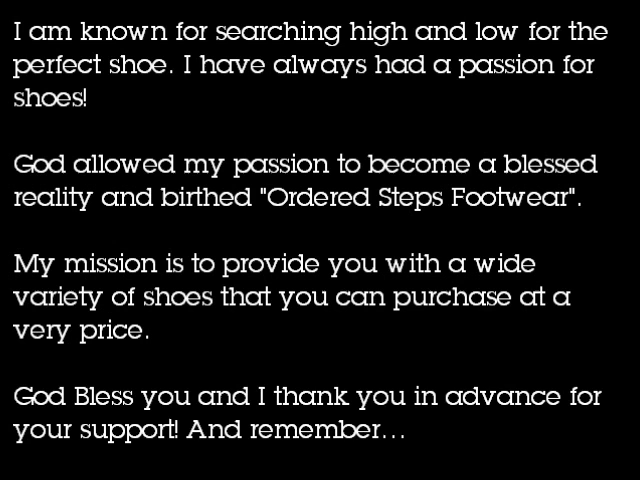 I am known for searching high and low for the
perfect shoe. I have always had a passion for
shoes!
God allowed my passion to become a blessed
reality and birthed "Ordered Steps Footwear".
My mission is to provide you with a wide
variety of shoes that you can purchase at a
very price.
God Bless you and I thank you in advance for
your support! And remember...